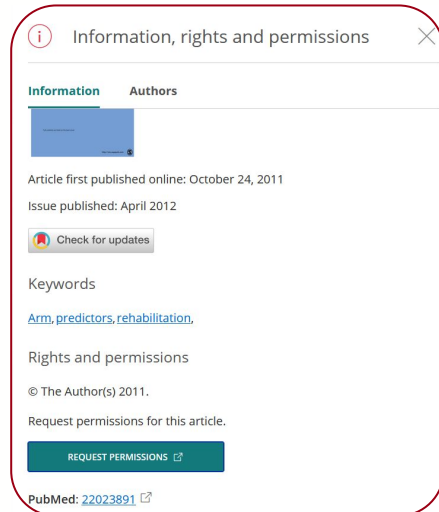 Information, rights and permissions
Information Authors
Article first published online: October 24, 2011
Issue published: April 2012
Check for updates
Keywords
Arm, predictors, rehabilitation,
Rights and permissions
© The Author(s) 2011.
Request permissions for this article.
REQUEST PERMISSIONS
PubMed: 22023891